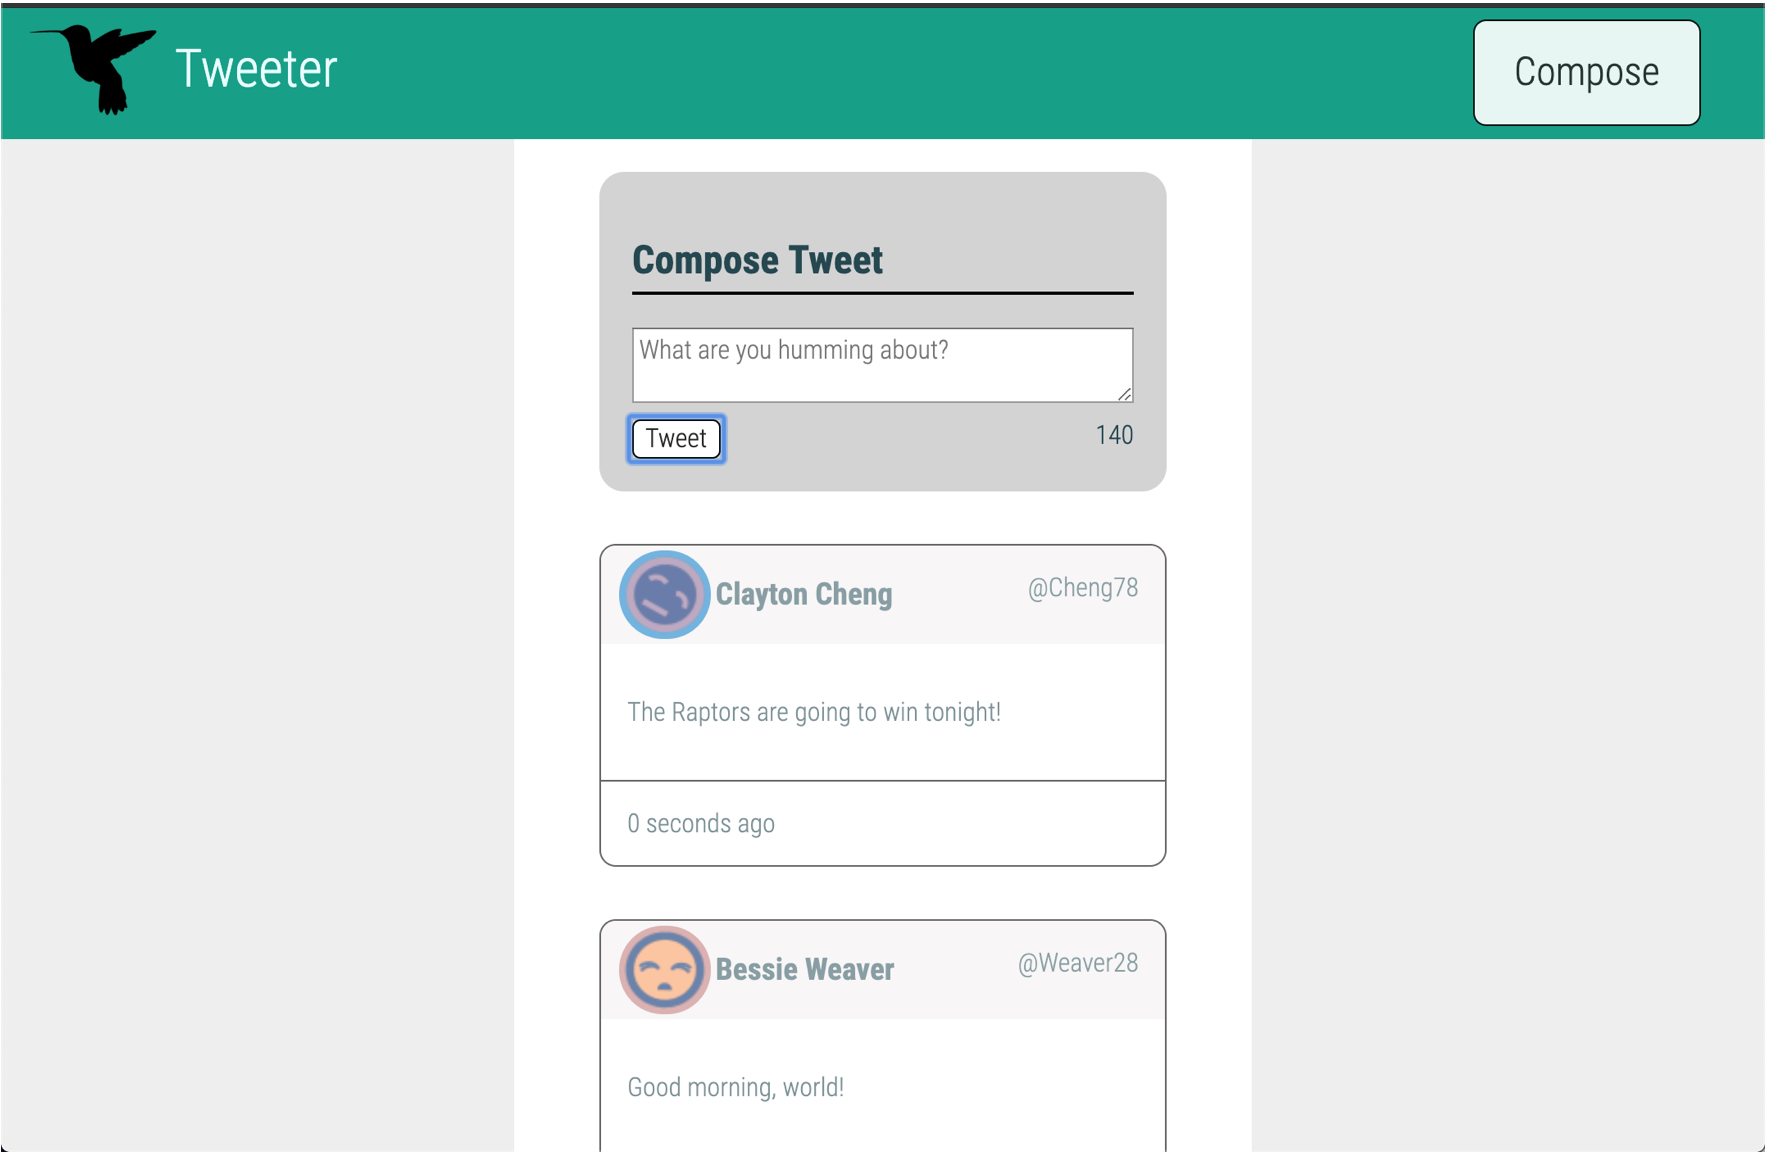 Tweeter
Compose
Compose Tweet
What are you humming about?
Tweet
140
Clayton Cheng
@Cheng78
The Raptors are going to win tonight!
0 seconds ago
Bessie Weaver
@Weaver28
Good morning, world!